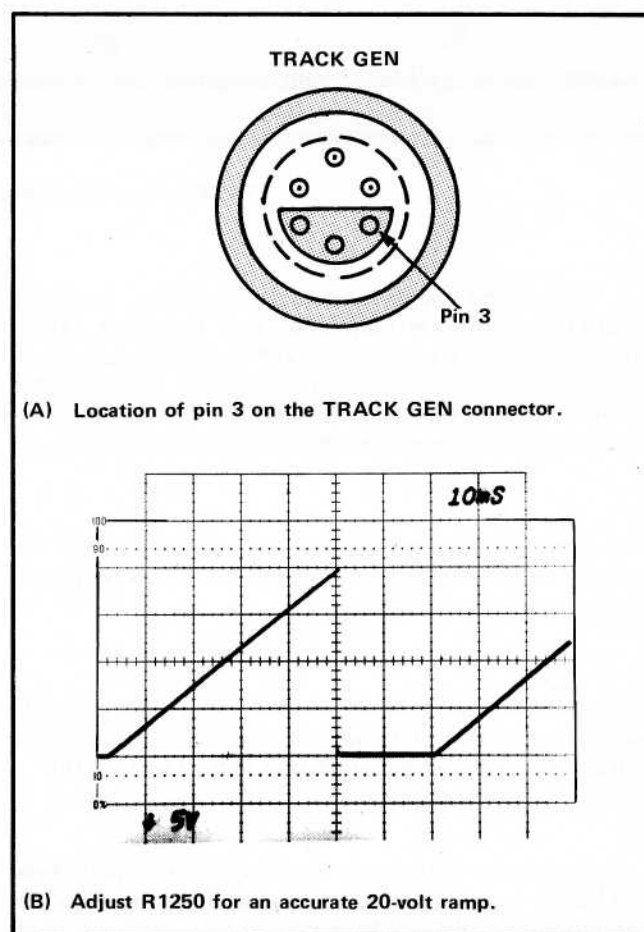 TRACK GEN
Pin 3
(A) Location of pin 3 on the TRACK GEN connector.
10mS
100
90
10
0%
↓ 5V
(B) Adjust R1250 for an accurate 20-volt ramp.